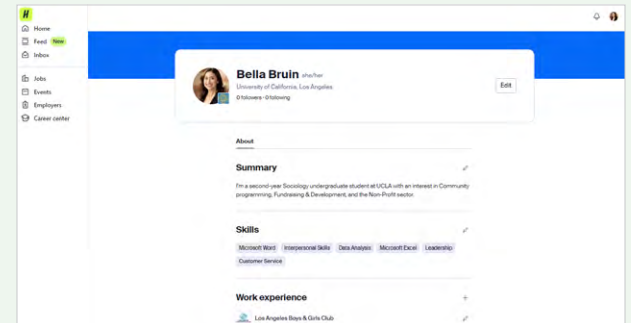 H
Home
Feed New
Inbox
Jobs
Events
Employers
Career center
Bella Bruin she/her
University of California, Los Angeles
0 followers · 0 following
Edit
About
Summary
I'm a second-year Sociology undergraduate student at UCLA with an interest in Community
programming, Fundraising & Development, and the Non-Profit sector.
Skills
Microsoft Word Interpersonal Skills Data Analysis Microsoft Excel Leadership
Customer Service
Work experience
Los Angeles Boys & Girls Club